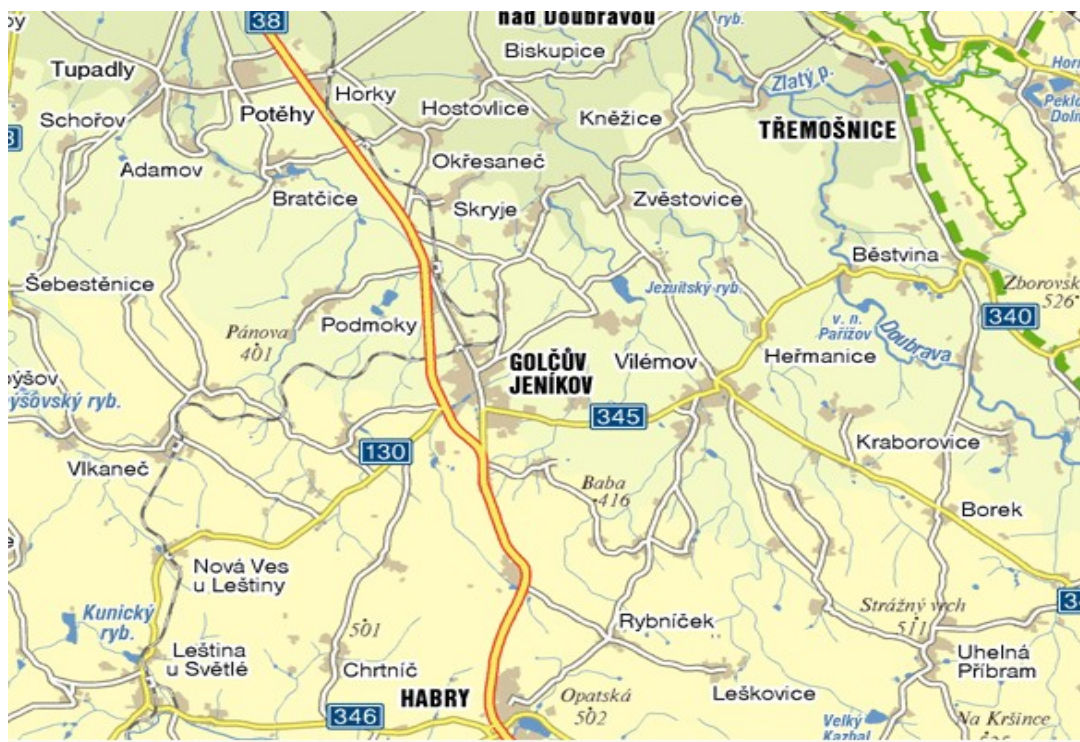 38
nad Doubravou
ryb.
Biskupice
Tupadly
Zlatý p.
Horky
Potěhy
Hostovlice
Schořov
Kněžice
TŘEMOŠNICE
Okřesaneč
Adamov
Bratčice
Skryje
Zvěstovice
Běstvina
Šebestěnice
Jezuitský ryb.
526
Pánova
401
Podmoky
v. n.
Pařížov
Doubrava
340
GOLČŮV
JENÍKOV
Vilémov
Heřmanice
345
130
Kraborovice
Vlkaneč
Baba
416
Borek
Nová Ves
u Leštiny
Kunický
ryb.
501
Rybníček
Strážný vrch
511
Leština
u Světlé
Chrtníč
Uhelná
Příbram
HABRY
Opatská
502
Leškovice
346
Velký
Na Kršince